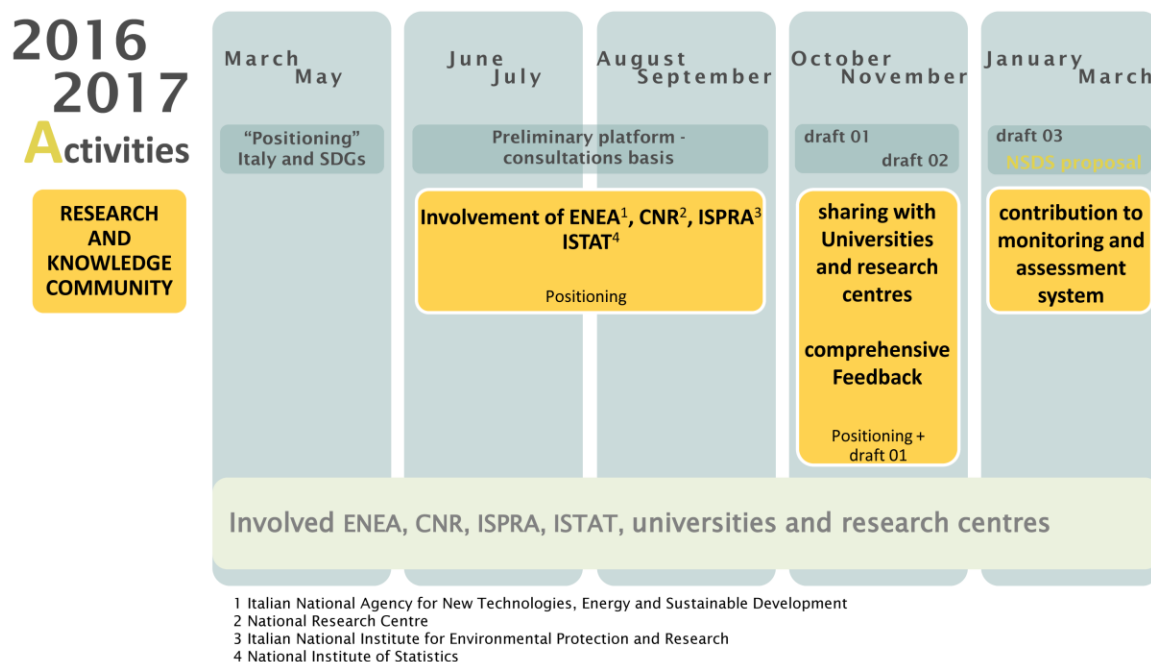 2016
2017
Activities
RESEARCH
AND
KNOWLEDGE
COMMUNITY
March
May
June
July
August
September
October
November
January
March
“Positioning”
Italy and SDGs
Preliminary platform -
consultations basis
draft 01
draft 02
draft 03
NSDS proposal
Involvement of ENEA¹, CNR², ISPRA³
ISTAT⁴
Positioning
sharing with
Universities
and research
centres
comprehensive
Feedback
Positioning +
draft 01
contribution to
monitoring and
assessment
system
Involved ENEA, CNR, ISPRA, ISTAT, universities and research centres
1 Italian National Agency for New Technologies, Energy and Sustainable Development
2 National Research Centre
3 Italian National Institute for Environmental Protection and Research
4 National Institute of Statistics